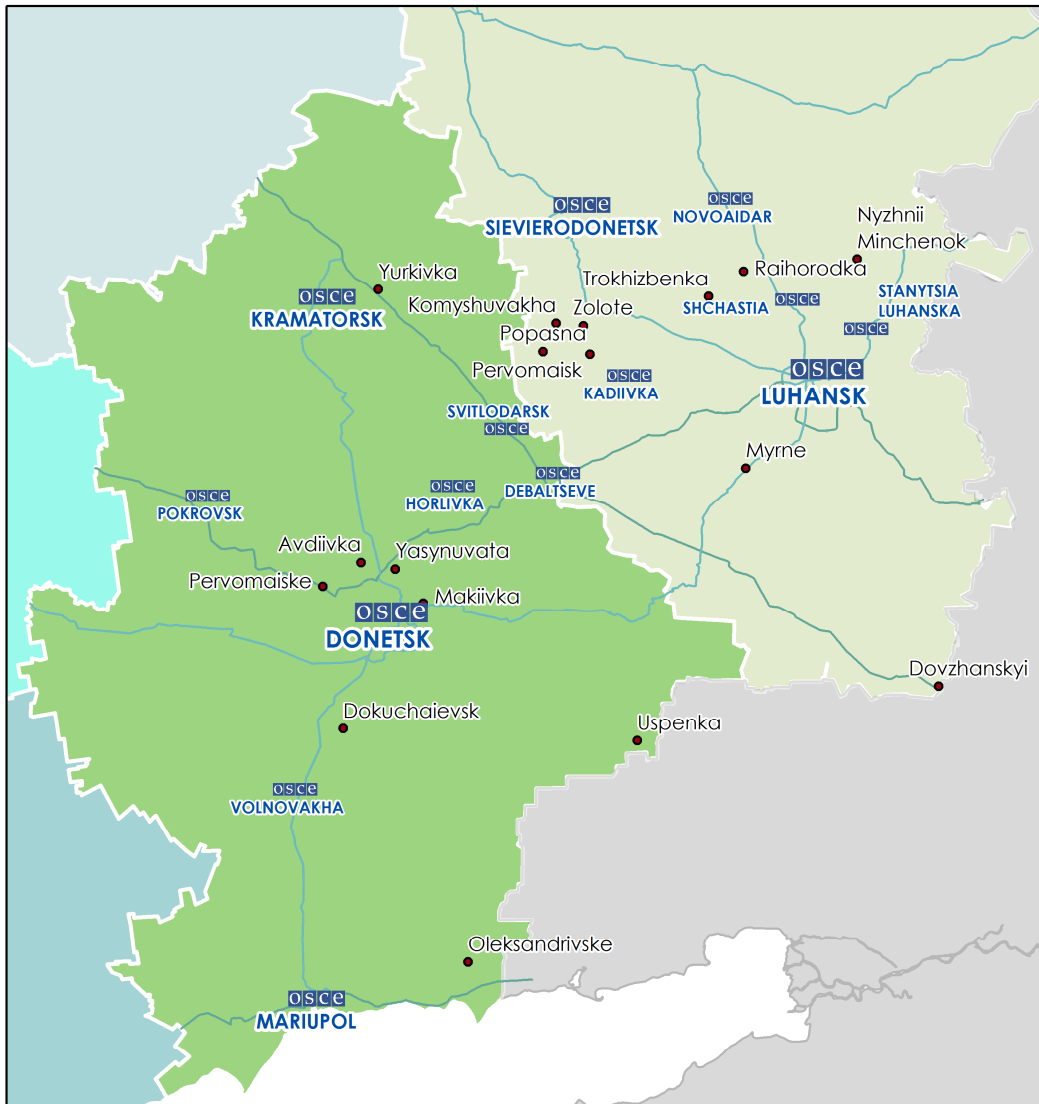 osce
NOVOAIDAR
osce
SIEVIERODONETSK
Nyzhnii
Minchenok
Yurkivka
Trokhizbenka
Raihorodka
osce
KRAMATORSK
Komyshuvakha
Zolote
SHCHASTIA
osce
STANYTSIA
LUHANSKA
osce
Popasna
Pervomaisk
osce
KADIIVKA
osce
LUHANSK
SVITLODARSK
osce
Myrne
osce
DEBALTSEVE
osce
HORLIVKA
osce
POKROVSK
Avdiivka
Yasynuvata
Pervomaiske
Makiivka
osce
DONETSK
Dovzhanskyi
Dokuchaievsk
Uspenka
osce
VOLNOVAKHA
Oleksandrivske
osce
MARIUPOL